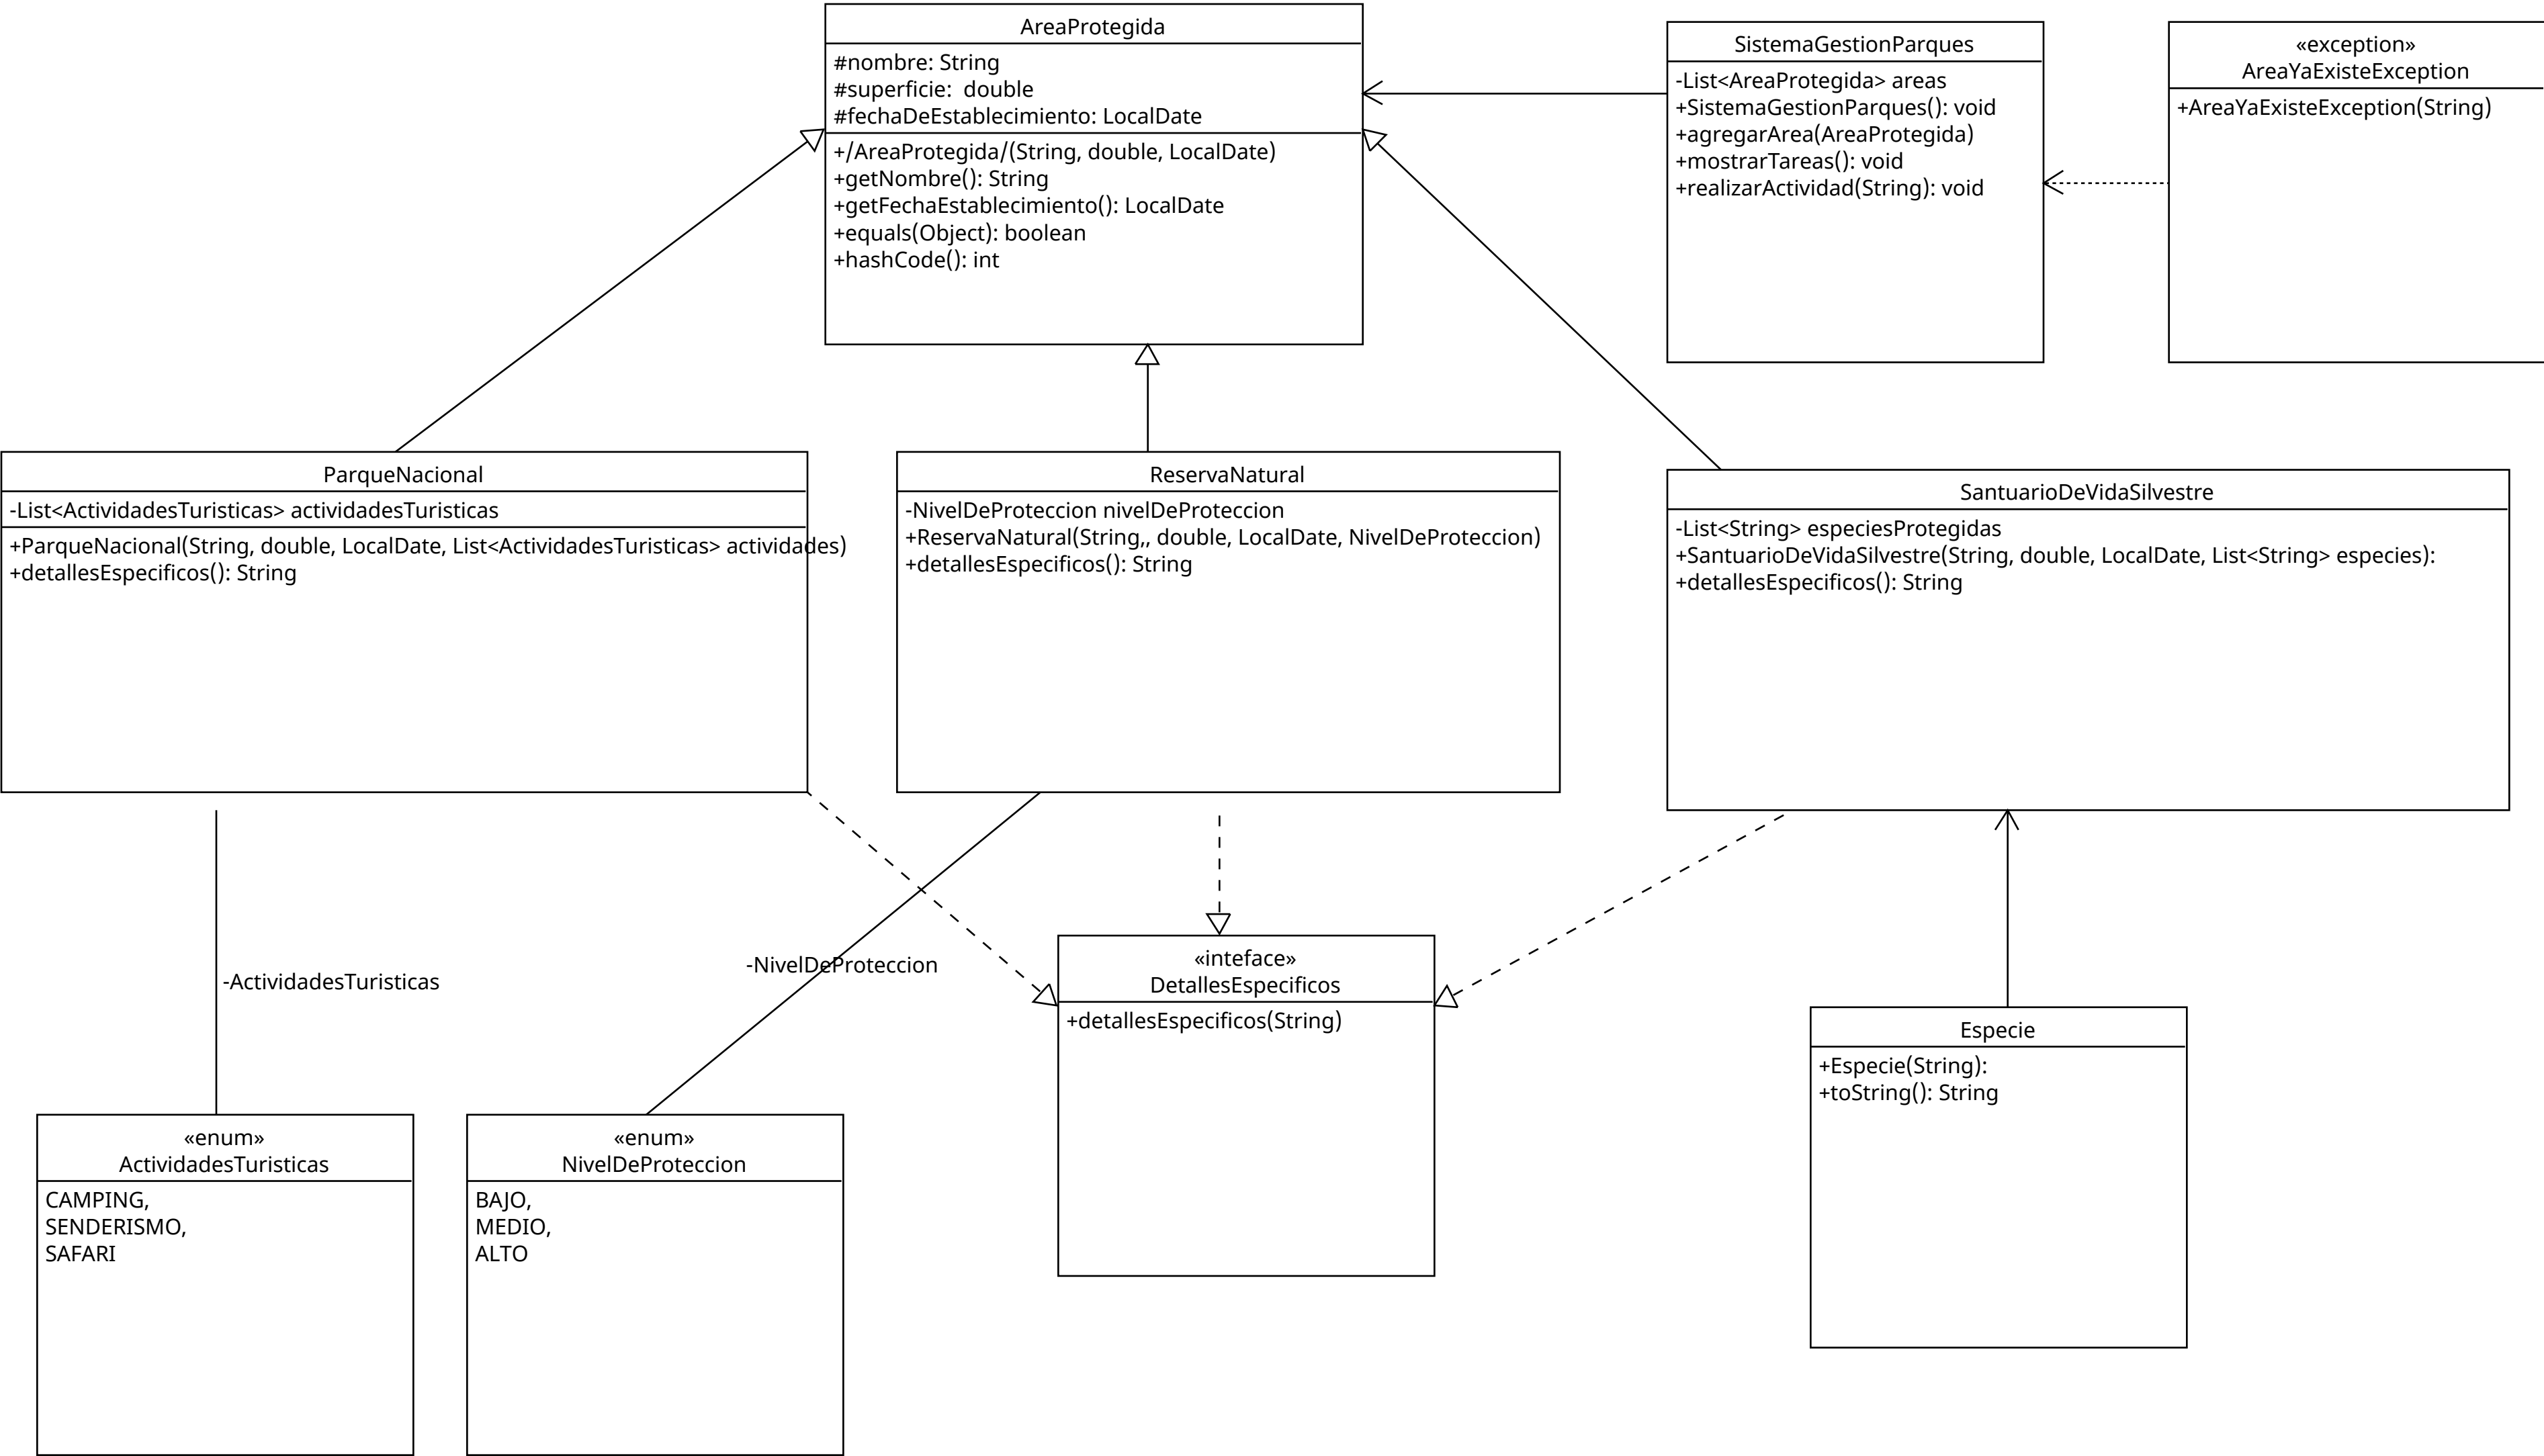 AreaProtegida
#nombre: String
#superficie:  double
#fechaDeEstablecimiento: LocalDate
+/AreaProtegida/(String, double, LocalDate)
+getNombre(): String
+getFechaEstablecimiento(): LocalDate
+equals(Object): boolean
+hashCode(): int
SistemaGestionParques
-List<AreaProtegida> areas
+SistemaGestionParques(): void
+agregarArea(AreaProtegida)
+mostrarTareas(): void
+realizarActividad(String): void
«exception»
AreaYaExisteException
+AreaYaExisteException(String)
ParqueNacional
-List<ActividadesTuristicas> actividadesTuristicas
+ParqueNacional(String, double, LocalDate, List<ActividadesTuristicas> actividades)
+detallesEspecificos(): String
ReservaNatural
-NivelDeProteccion nivelDeProteccion
+ReservaNatural(String,, double, LocalDate, NivelDeProteccion)
+detallesEspecificos(): String
SantuarioDeVidaSilvestre
-List<String> especiesProtegidas
+SantuarioDeVidaSilvestre(String, double, LocalDate, List<String> especies):
+detallesEspecificos(): String
-ActividadesTuristicas
-NivelDeProteccion
«inteface»
DetallesEspecificos
+detallesEspecificos(String)
Especie
+Especie(String):
+toString(): String
«enum»
ActividadesTuristicas
CAMPING,
SENDERISMO,
SAFARI
«enum»
NivelDeProteccion
BAJO,
MEDIO,
ALTO